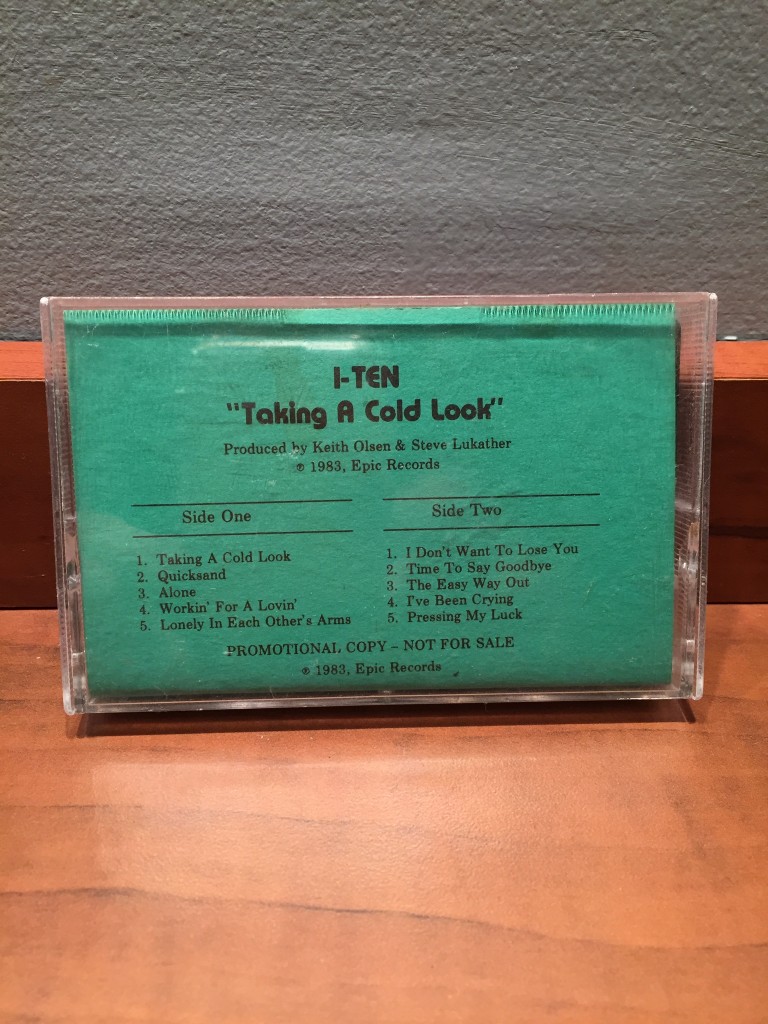 I-TEN
"Taking A Cold Look"
Produced by Keith Olsen & Steve Lukather
℗ 1983, Epic Records
Side One
1. Taking A Cold Look
2. Quicksand
3. Alone
4. Workin' For A Lovin'
5. Lonely In Each Other's Arms
Side Two
1. I Don't Want To Lose You
2. Time To Say Goodbye
3. The Easy Way Out
4. I've Been Crying
5. Pressing My Luck
PROMOTIONAL COPY – NOT FOR SALE
℗ 1983, Epic Records